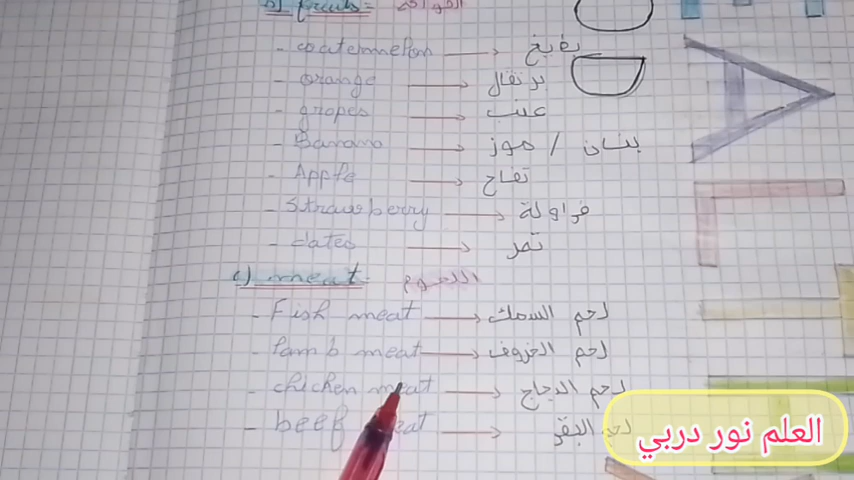 b) fruits = الفواكه
- watermelon → بطيخ
- orange → برتقال
- grapes → عنب
- Banana → بنان / موز
- Apple → تفاح
- Strawberry → فراولة
- dates → تمر
c) meat: اللحوم
- Fish meat → لحم السمك
- lamb meat → لحم الخروف
- chicken meat → لحم الدجاج
- beef meat → لحم البقر
العلم نور دربي